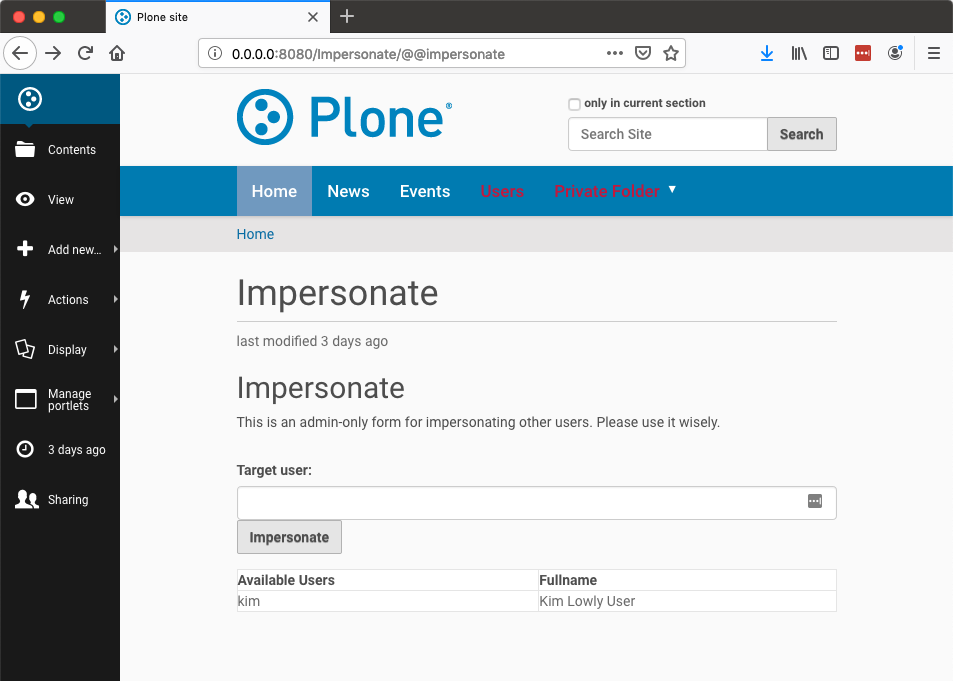 Plone site
0.0.0.0:8080/Impersonate/@@impersonate
Plone®
only in current section
Search Site
Search
Home
News
Events
Users
Private Folder
Home
Contents
View
Add new...
Actions
Display
Manage
portlets
3 days ago
Sharing
Impersonate
last modified 3 days ago
Impersonate
This is an admin-only form for impersonating other users. Please use it wisely.
Target user:
Impersonate
Available Users Fullname
kim Kim Lowly User